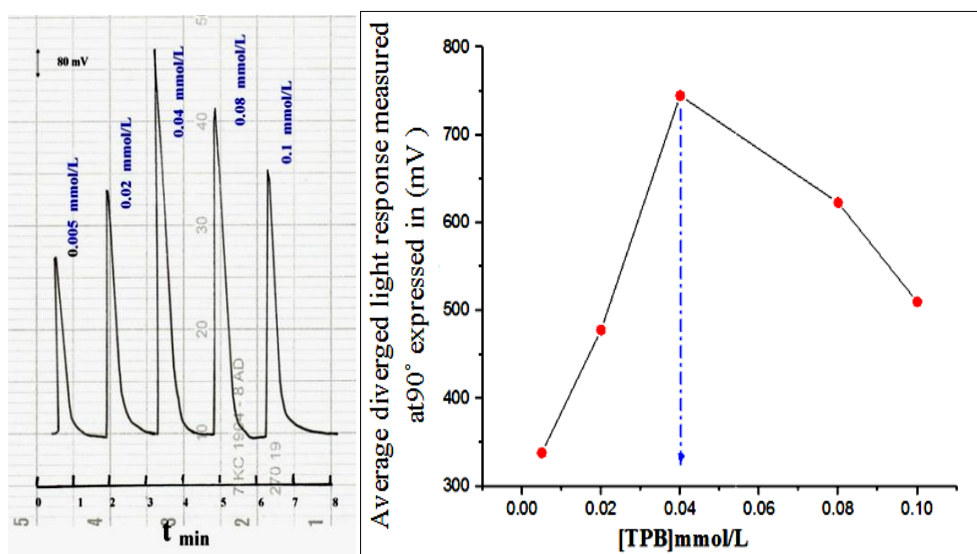 50
80 mV
0.005 mmol/L
0.02 mmol/L
0.04 mmol/L
0.08 mmol/L
0.1 mmol/L
40
30
20
10
7 KC 1904 - 8 AD
270 19
0 1 2 3 4 5 6 7 8
5 4 3 2 1
t min
Average diverged light response measured
at90° expressed in (mV )
800
700
600
500
400
300
0.00 0.02 0.04 0.06 0.08 0.10
[TPB]mmol/L